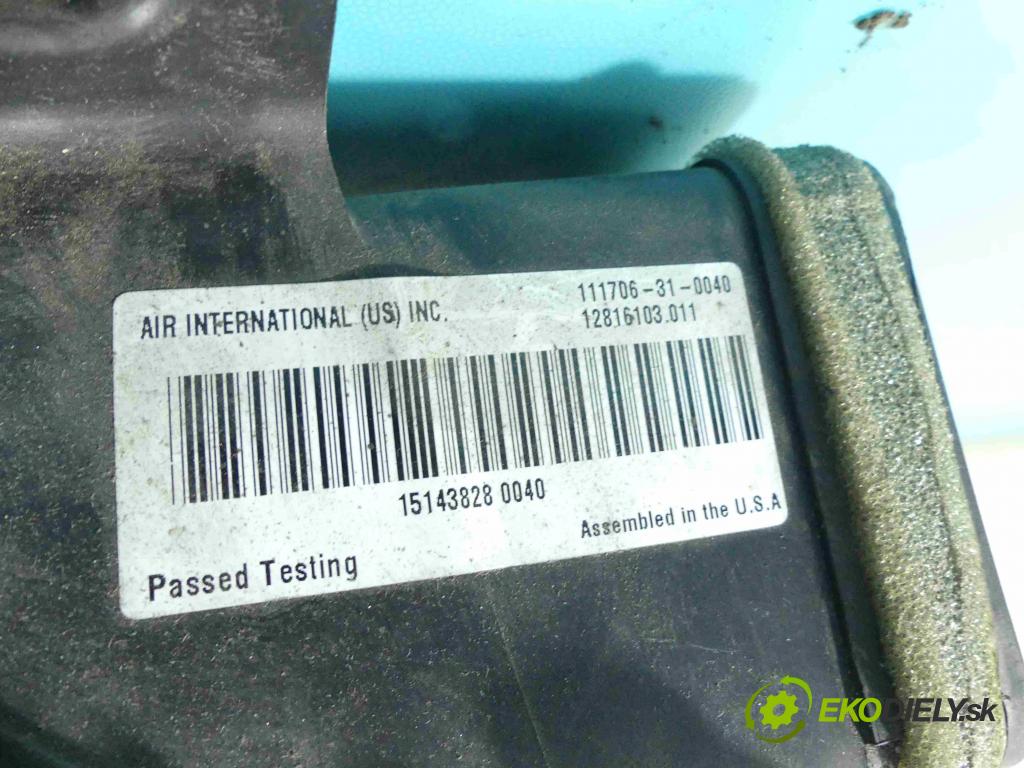 AIR INTERNATIONAL (US) INC.
111706-31-0040
12816103.011
15143828 0040
Assembled in the U.S.A
Passed Testing
EKODIELY.sk